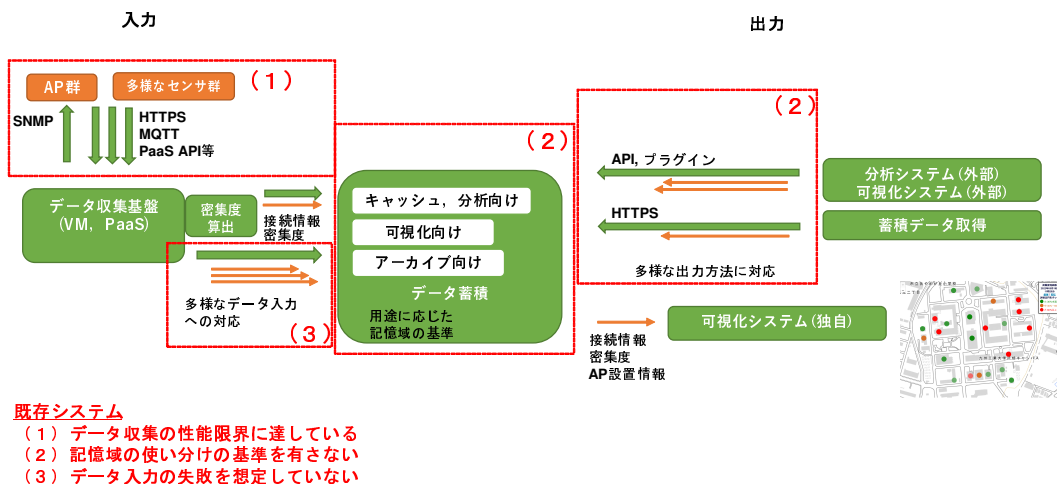 入力
出力
AP群
多様なセンサ群
（１）
SNMP
HTTPS
MQTT
PaaS API等
データ収集基盤
(VM，PaaS)
密集度
算出
接続情報
密集度
多様なデータ入力
への対応
（３）
（２）
キャッシュ，分析向け
可視化向け
アーカイブ向け
データ蓄積
用途に応じた
記憶域の基準
（２）
API, プラグイン
HTTPS
多様な出力方法に対応
分析システム(外部)
可視化システム(外部)
蓄積データ取得
接続情報
密集度
AP設置情報
可視化システム(独自)
既存システム
（１）データ収集の性能限界に達している
（２）記憶域の使い分けの基準を有さない
（３）データ入力の失敗を想定していない